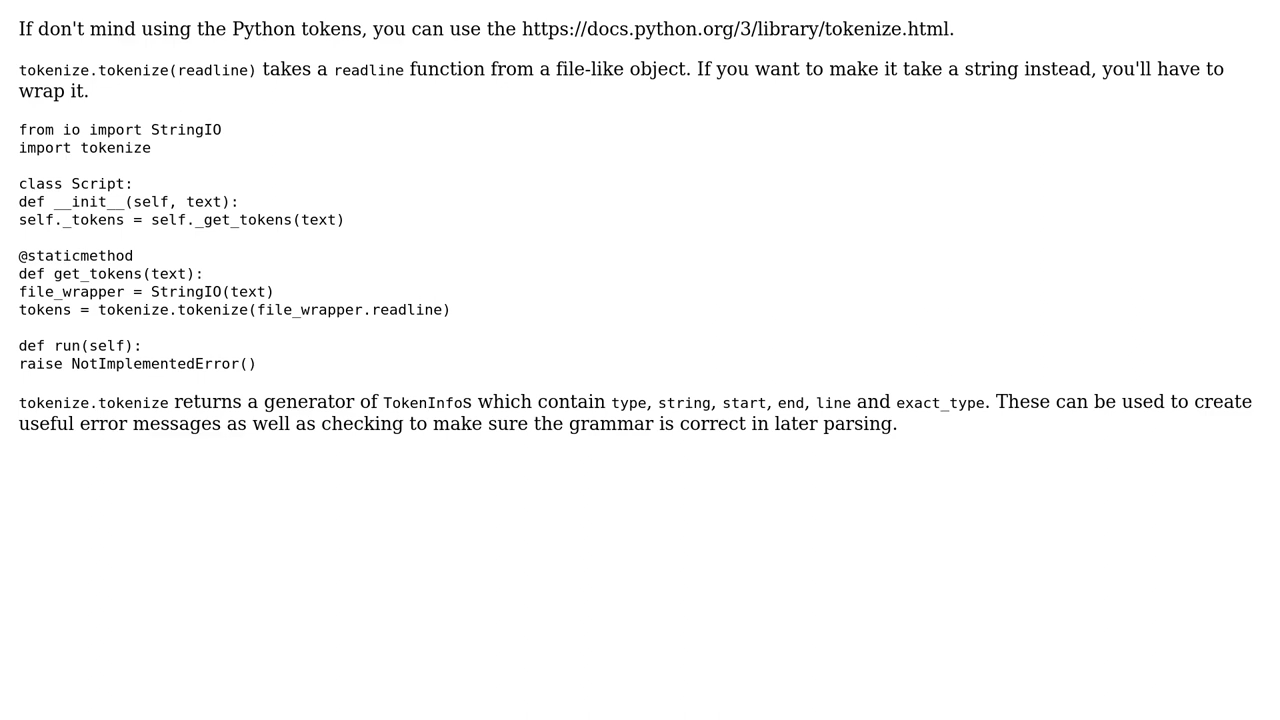 If don't mind using the Python tokens, you can use the https://docs.python.org/3/library/tokenize.html.
tokenize.tokenize(readline) takes a readline function from a file-like object. If you want to make it take a string instead, you'll have to
wrap it.
from io import StringIO
import tokenize
class Script:
def __init__(self, text):
self._tokens = self._get_tokens(text)
@staticmethod
def get_tokens(text):
file_wrapper = StringIO(text)
tokens = tokenize.tokenize(file_wrapper.readline)
def run(self):
raise NotImplementedError()
tokenize.tokenize returns a generator of TokenInfos which contain type, string, start, end, line and exact_type. These can be used to create
useful error messages as well as checking to make sure the grammar is correct in later parsing.